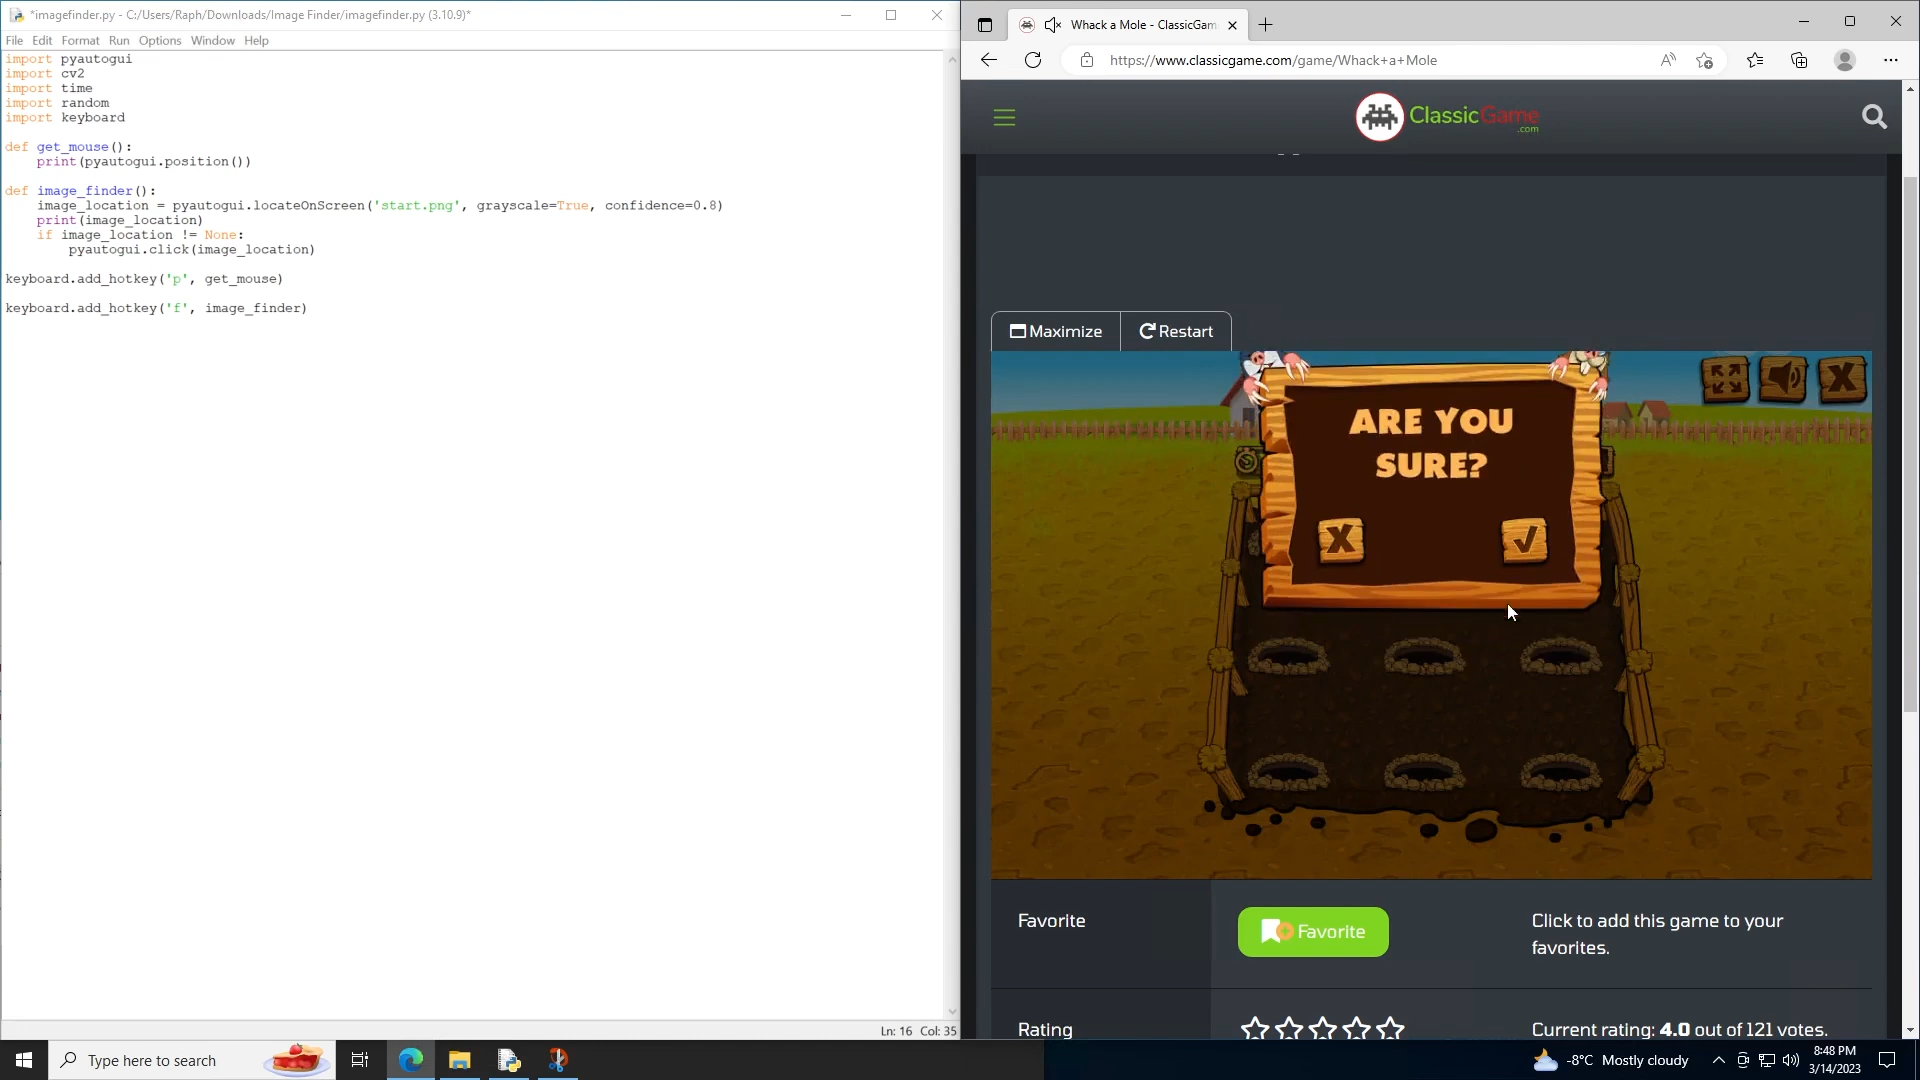 *imagefinder.py - C:/Users/Raph/Downloads/Image Finder/imagefinder.py (3.10.9)*
File Edit Format Run Options Window Help
import pyautogui
import cv2
import time
import random
import keyboard
def get_mouse():
    print(pyautogui.position())
def image_finder():
    image_location = pyautogui.locateOnScreen('start.png', grayscale=True, confidence=0.8)
    print(image_location)
    if image_location != None:
        pyautogui.click(image_location)
keyboard.add_hotkey('p', get_mouse)
keyboard.add_hotkey('f', image_finder)
Ln: 16 Col: 35
Whack a Mole - ClassicGam
https://www.classicgame.com/game/Whack+a+Mole
ClassicGame
.com
Maximize
Restart
ARE YOU
SURE?
X
X
Favorite
Favorite
Click to add this game to your
favorites.
Rating
Current rating: 4.0 out of 121 votes.
Type here to search
-8°C Mostly cloudy
8:48 PM
3/14/2023